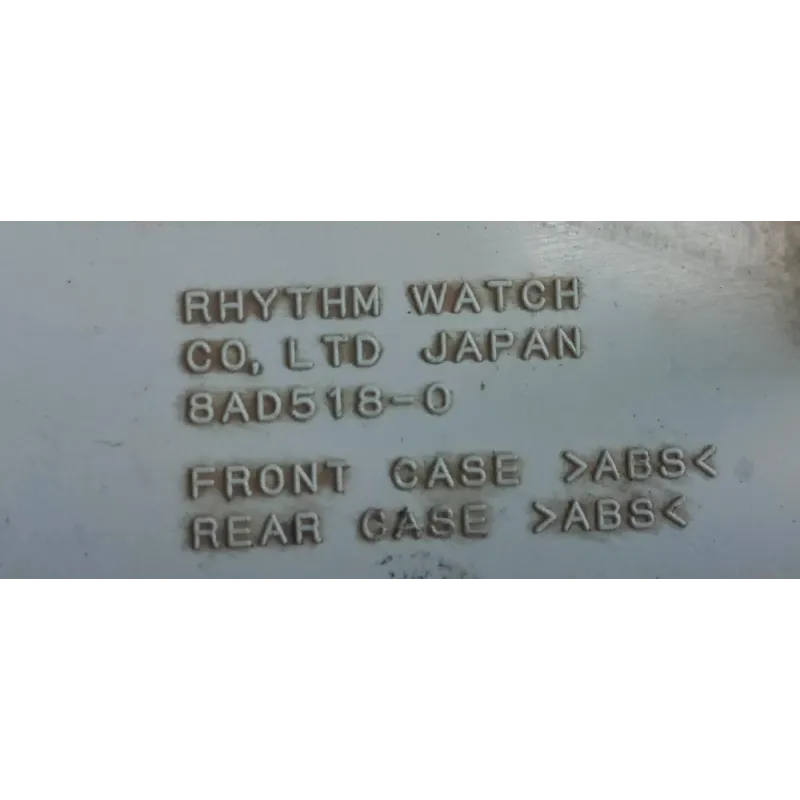 RHYTHM WATCH
CO, LTD JAPAN
8AD518-0
FRONT CASE >ABS<
REAR CASE >ABS<